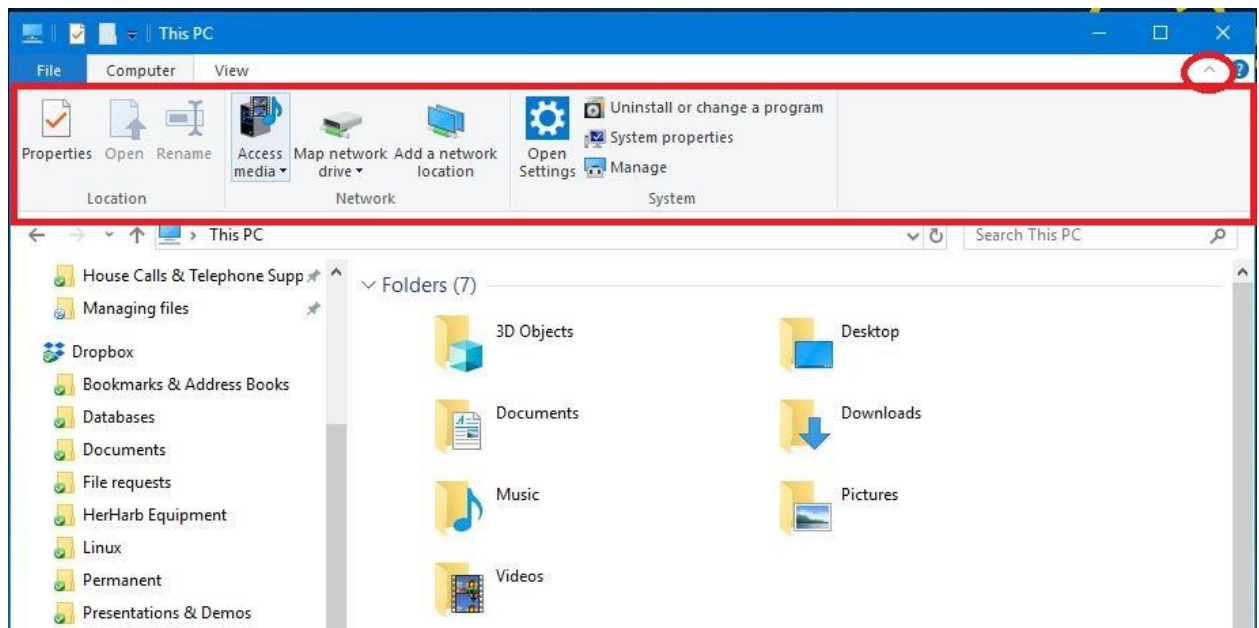 This PC
File Computer View
Properties Open Rename Access media Map network drive Add a network location Open Settings Uninstall or change a program
System properties
Manage
Location Network System
This PC Search This PC
House Calls & Telephone Supp
Managing files
Dropbox
Bookmarks & Address Books
Databases
Documents
File requests
HerHarb Equipment
Linux
Permanent
Presentations & Demos
Folders (7)
3D Objects Desktop
Documents Downloads
Music Pictures
Videos